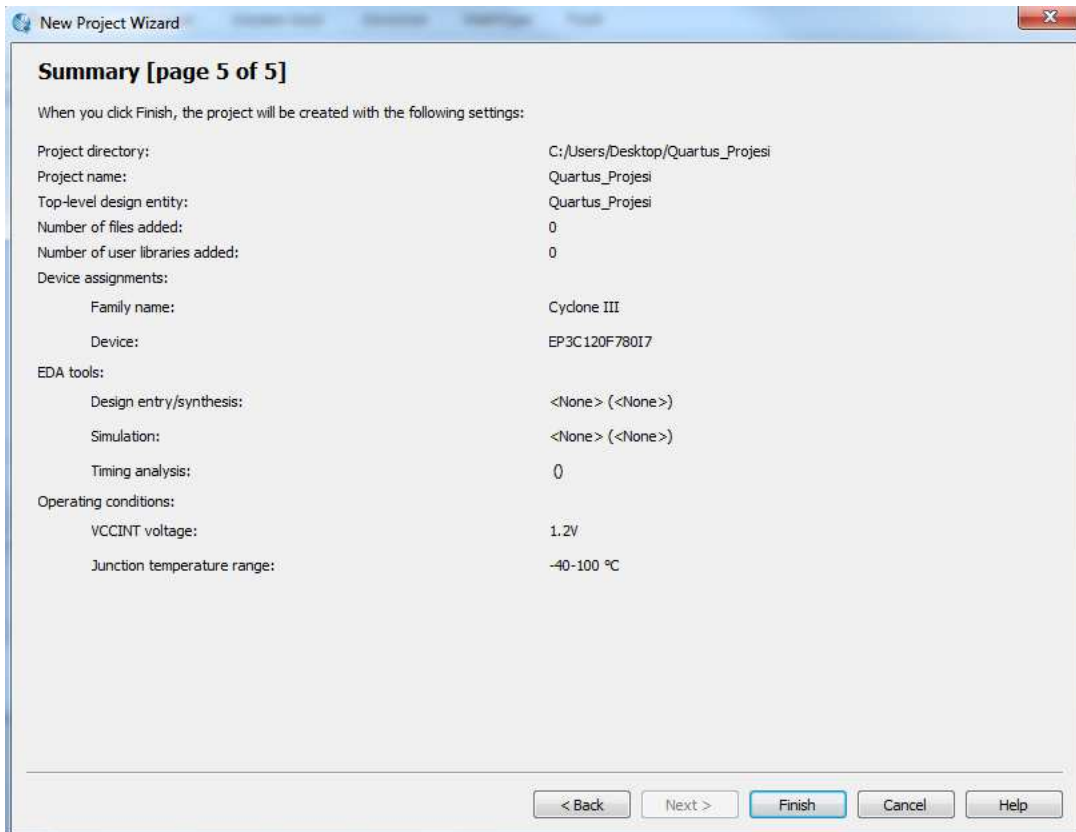 New Project Wizard
Summary [page 5 of 5]
When you click Finish, the project will be created with the following settings:
Project directory: C:/Users/Desktop/Quartus_Projesi
Project name: Quartus_Projesi
Top-level design entity: Quartus_Projesi
Number of files added: 0
Number of user libraries added: 0
Device assignments:
Family name: Cyclone III
Device: EP3C120F780I7
EDA tools:
Design entry/synthesis: <None> (<None>)
Simulation: <None> (<None>)
Timing analysis: ()
Operating conditions:
VCCINT voltage: 1.2V
Junction temperature range: -40-100 °C
< Back Next > Finish Cancel Help